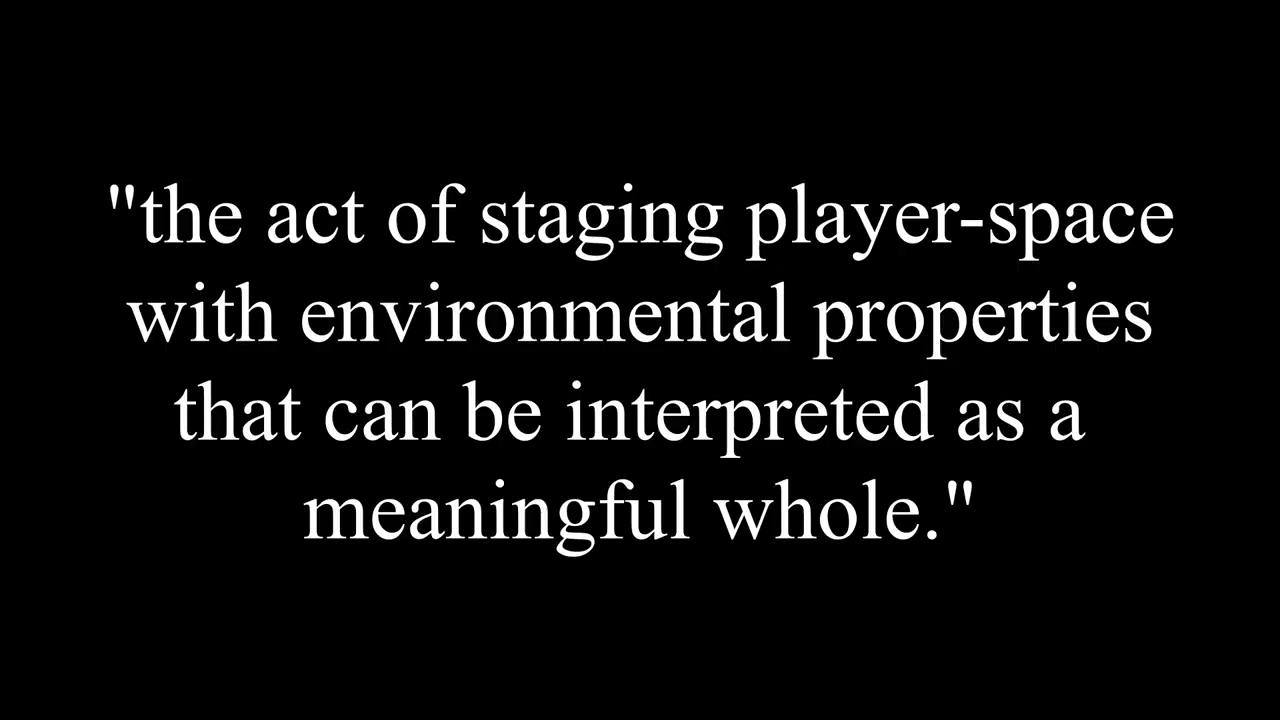 "the act of staging player-space
with environmental properties
that can be interpreted as a
meaningful whole."